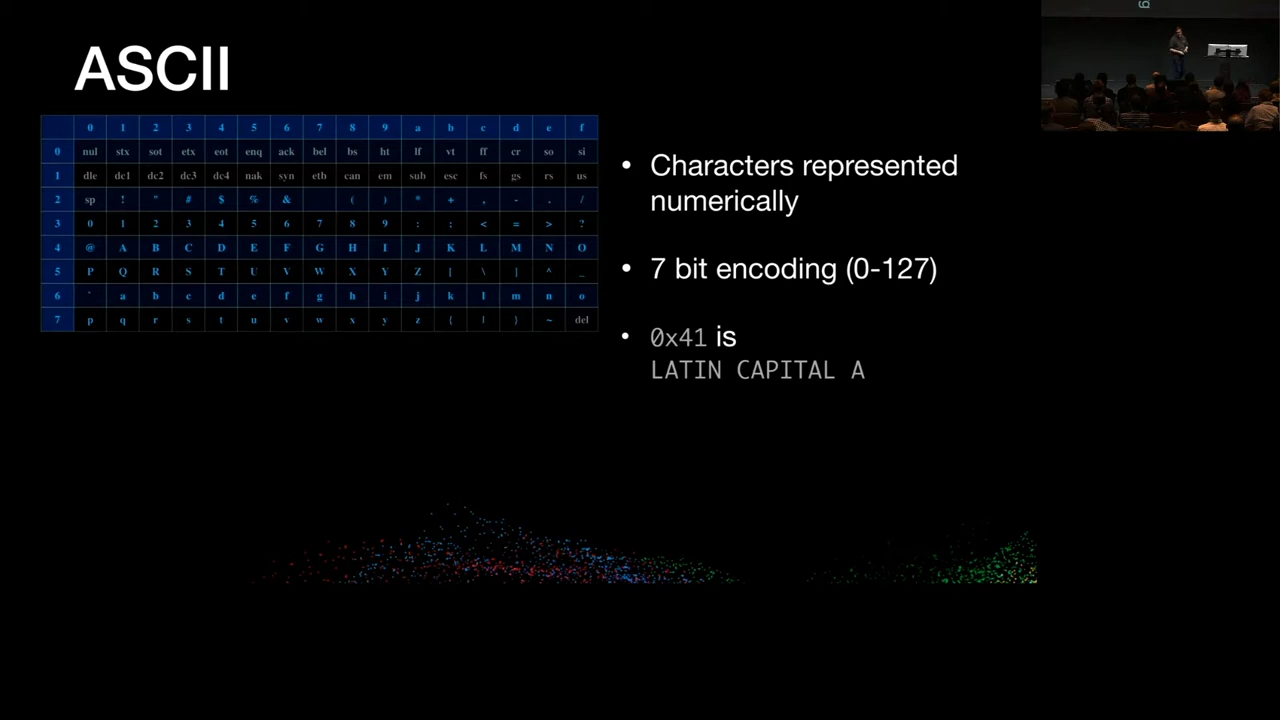 ASCII
0 1 2 3 4 5 6 7 8 9 a b c d e f
0 nul stx sot etx eot enq ack bel bs ht lf vt ff cr so si
1 dle dc1 dc2 dc3 dc4 nak syn etb can em sub esc fs gs rs us
2 sp ! " # $ % & ( ) * + , - . /
3 0 1 2 3 4 5 6 7 8 9 : ; < = > ?
4 @ A B C D E F G H I J K L M N O
5 P Q R S T U V W X Y Z [ \ ] ^ _
6 ` a b c d e f g h i j k l m n o
7 p q r s t u v w x y z { | } ~ del
• Characters represented
numerically
• 7 bit encoding (0-127)
• 0x41 is
LATIN CAPITAL A